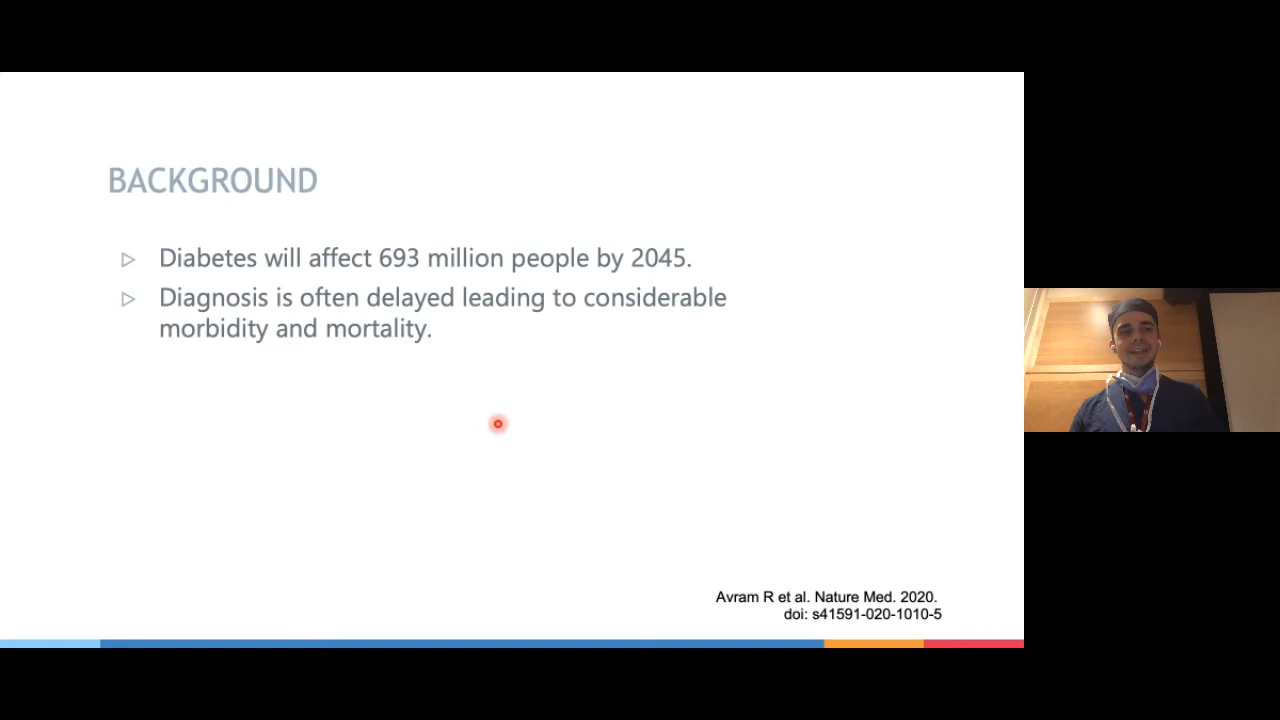 BACKGROUND
▷ Diabetes will affect 693 million people by 2045.
▷ Diagnosis is often delayed leading to considerable
morbidity and mortality.
Avram R et al. Nature Med. 2020.
doi: s41591-020-1010-5